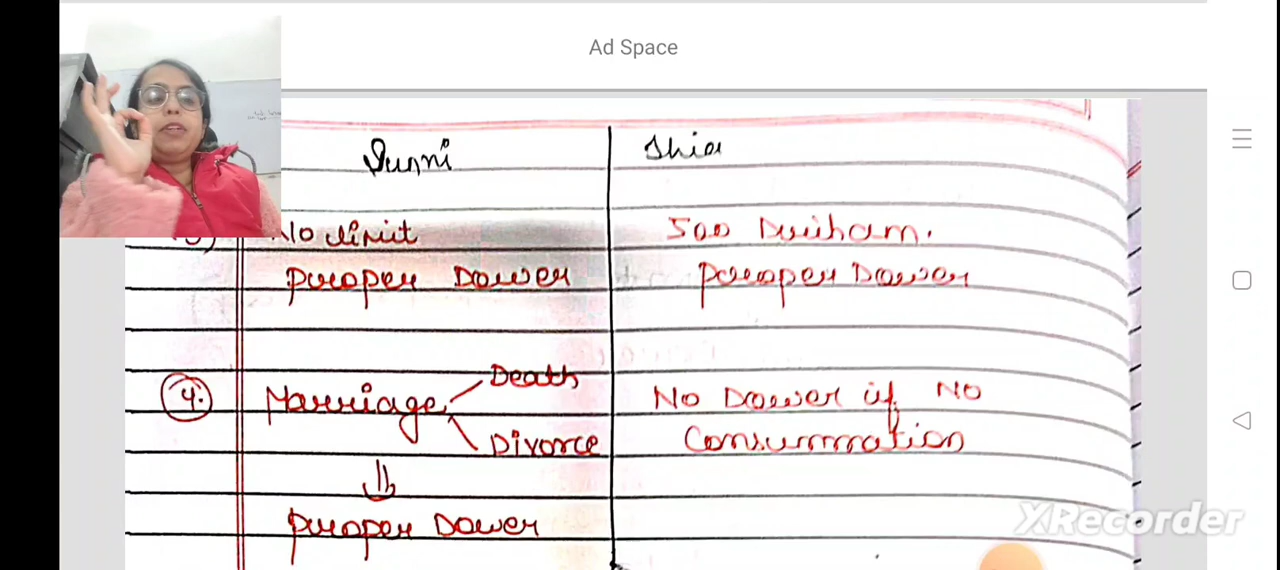 Ad Space
Sunni
Shia
No limit
500 Duirham.
Proper Dower
Proper Dower
4.
Marriage
Death
Divorce
No Dower if No
Consummation
Proper Dower
XRecorder